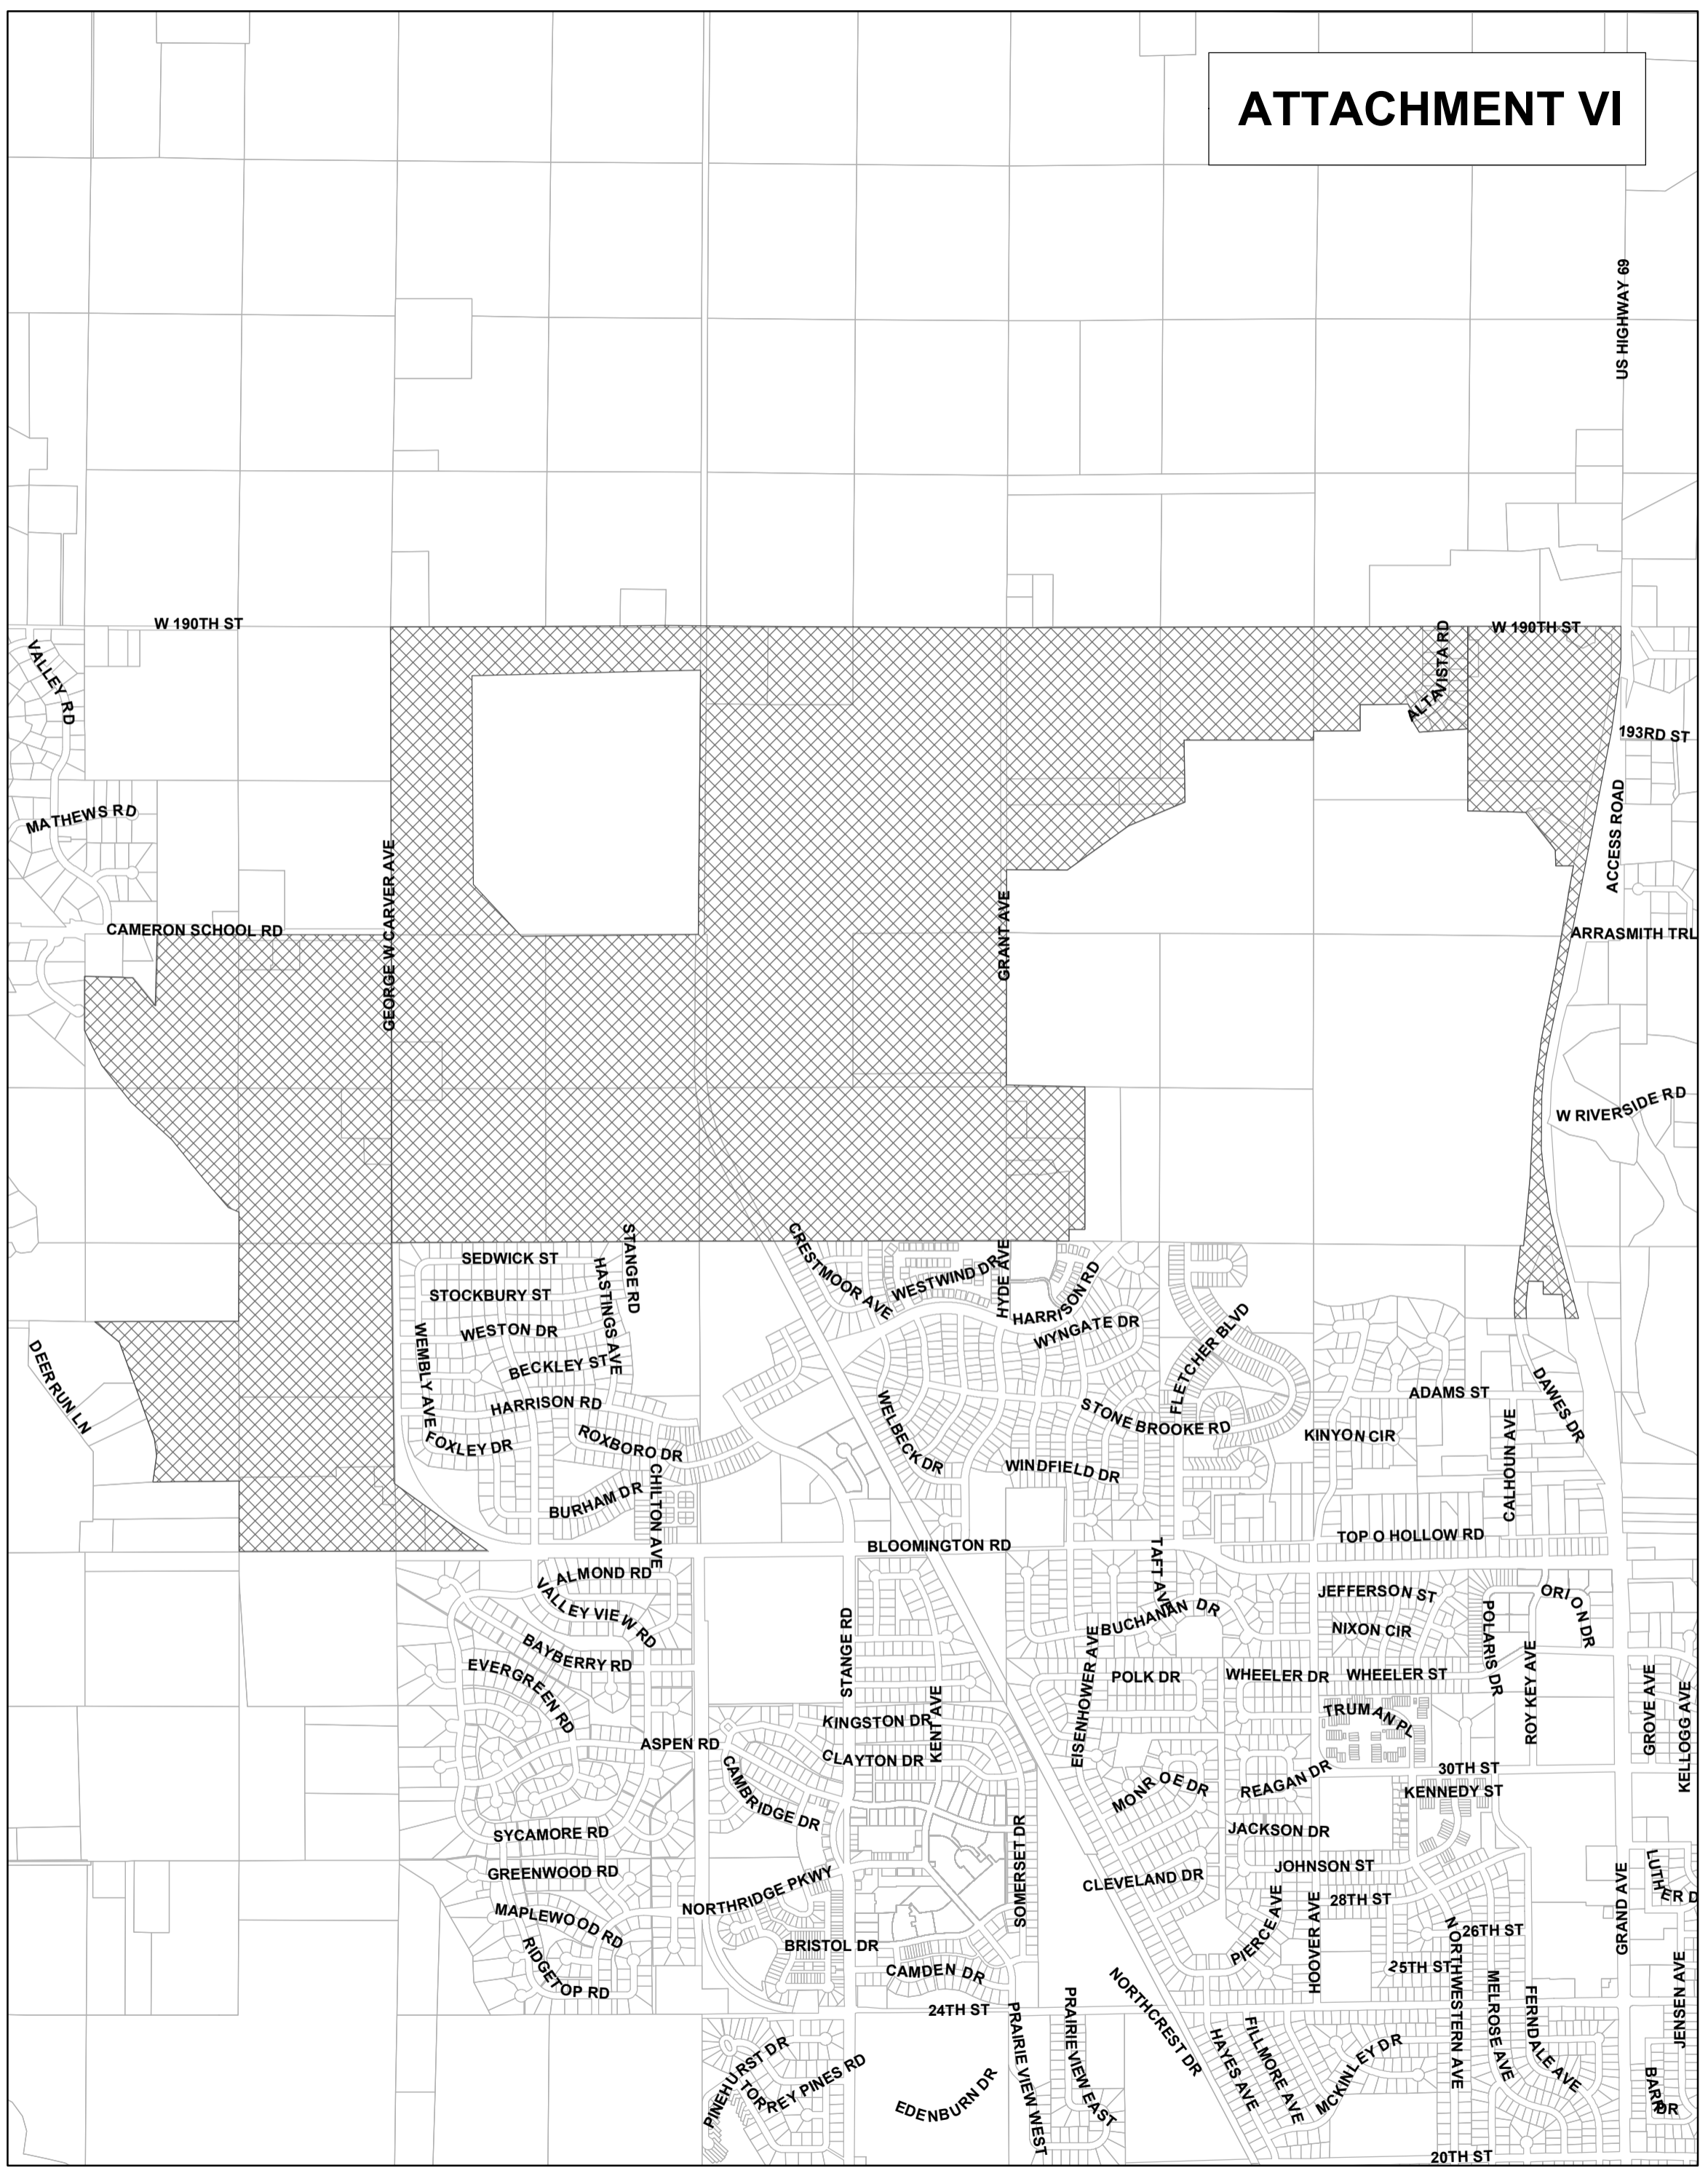 ATTACHMENT VI
US HIGHWAY 69
W 190TH ST
W 190TH ST
VALLEY RD
ALTA VISTA RD
193RD ST
MATHEWS RD
ACCESS ROAD
GEORGE W CARVER AVE
CAMERON SCHOOL RD
GRANT AVE
ARRASMITH TRL
W RIVERSIDE RD
SEDWICK ST
STANGE RD
CRESTMOOR AVE
WESTWIND DR
HYDE AVE
HARRISON RD
STOCKBURY ST
HASTINGS AVE
WESTON DR
WYNGATE DR
FLETCHER BLVD
WEMBLY AVE
BECKLEY ST
DEERRUN LN
HARRISON RD
WELBECK DR
STONE BROOKE RD
ADAMS ST
DAWES DR
FOXLEY DR
ROXBORO DR
KINYON CIR
CALHOUN AVE
WINDFIELD DR
BURHAM DR
CHILTON AVE
BLOOMINGTON RD
TOP O HOLLOW RD
TAFT AVE
ALMOND RD
VALLEY VIEW RD
JEFFERSON ST
ORION DR
STANGE RD
BUCHANAN DR
NIXON CIR
POLARIS DR
BAYBERRY RD
EVERGREEN RD
EISENHOWER AVE
POLK DR
WHEELER DR
WHEELER ST
ROY KEY AVE
GROVE AVE
KELLOGG AVE
KINGSTON DR
KENT AVE
TRUMAN PL
ASPEN RD
CLAYTON DR
CAMBRIDGE DR
MONROE DR
REAGAN DR
30TH ST
KENNEDY ST
SYCAMORE RD
SOMERSET DR
JACKSON DR
GREENWOOD RD
NORTHRIDGE PKWY
CLEVELAND DR
JOHNSON ST
LUTHER D
28TH ST
GRAND AVE
MAPLEWOOD RD
PIERCE AVE
HOOVER AVE
26TH ST
BRISTOL DR
RIDGETOP RD
CAMDEN DR
25TH ST
NORTHWESTERN AVE
JENSEN AVE
24TH ST
PRAIRIE VIEW WEST
PRAIRIE VIEW EAST
NORTHCREST DR
MELROSE AVE
FERNDALE AVE
HAYES AVE
FILLMORE AVE
MCKINLEY DR
PINEHURST DR
TORREY PINES RD
EDENBURN DR
BARR DR
20TH ST